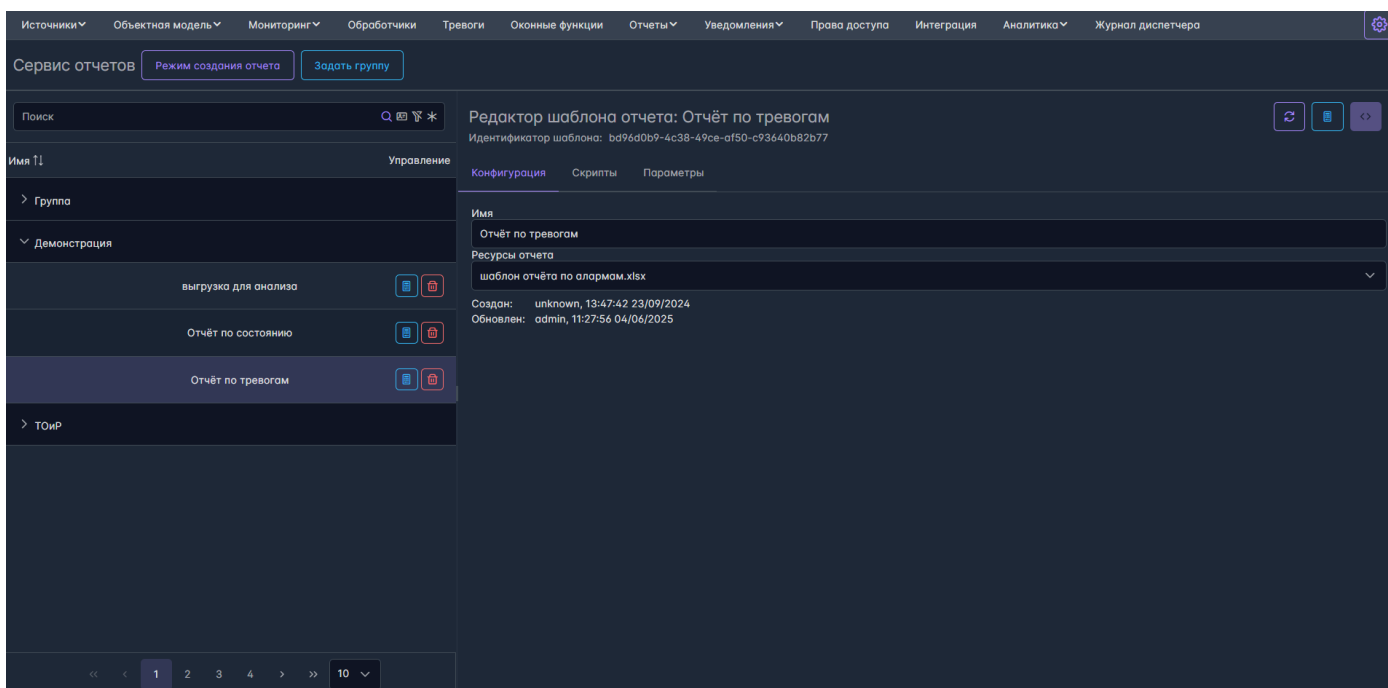 Источники Объектная модель Мониторинг Обработчики Тревоги Оконные функции Отчеты Уведомления Права доступа Интеграция Аналитика Журнал диспетчера
Сервис отчетов Режим создания отчета Задать группу
Поиск
Имя Управление
Группа
Демонстрация
выгрузка для анализа
Отчёт по состоянию
Отчёт по тревогам
ТОиР
1 2 3 4 10
Редактор шаблона отчета: Отчёт по тревогам
Идентификатор шаблона: bd96d0b9-4c38-49ce-af50-c93640b82b77
Конфигурация Скрипты Параметры
Имя
Отчёт по тревогам
Ресурсы отчета
шаблон отчёта по алармам.xlsx
Создан: unknown, 13:47:42 23/09/2024
Обновлен: admin, 11:27:56 04/06/2025